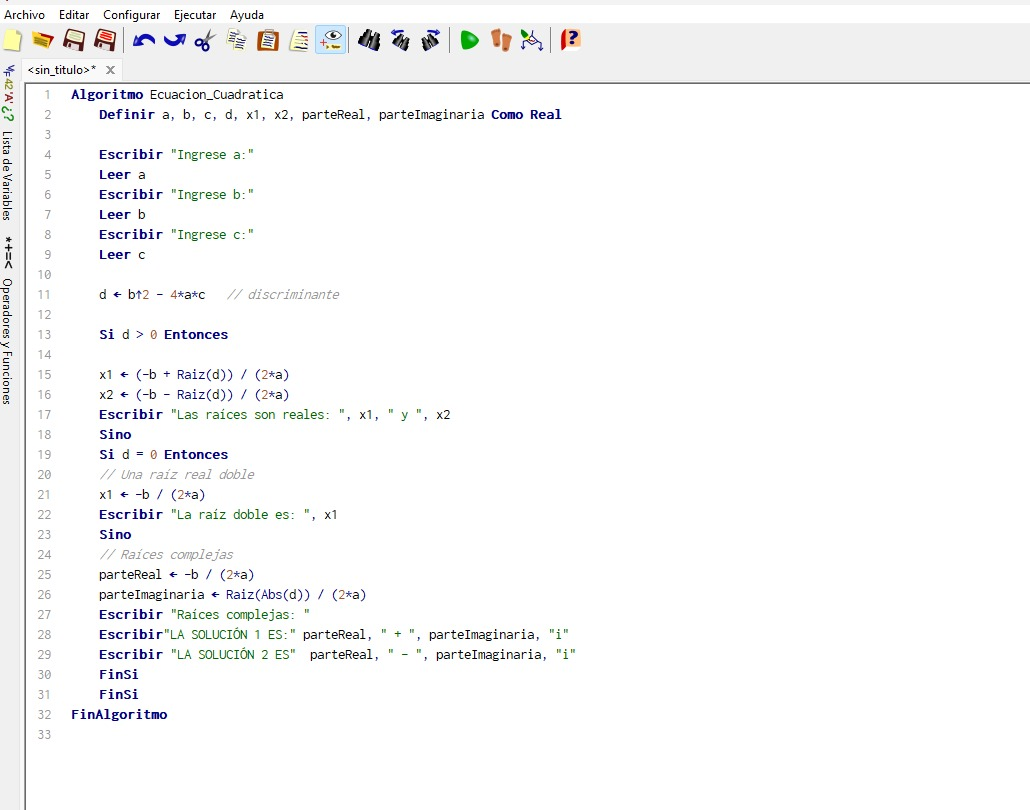 Archivo Editar Configurar Ejecutar Ayuda
<sin_titulo>* X
Lista de Variables
Operadores y Funciones
1 Algoritmo Ecuacion_Cuadratica
2 Definir a, b, c, d, x1, x2, parteReal, parteImaginaria Como Real
3
4 Escribir "Ingrese a:"
5 Leer a
6 Escribir "Ingrese b:"
7 Leer b
8 Escribir "Ingrese c:"
9 Leer c
10
11 d ← b↑2 - 4*a*c // discriminante
12
13 Si d > 0 Entonces
14
15 x1 ← (-b + Raiz(d)) / (2*a)
16 x2 ← (-b - Raiz(d)) / (2*a)
17 Escribir "Las raíces son reales: ", x1, " y ", x2
18 Sino
19 Si d = 0 Entonces
20 // Una raíz real doble
21 x1 ← -b / (2*a)
22 Escribir "La raíz doble es: ", x1
23 Sino
24 // Raíces complejas
25 parteReal ← -b / (2*a)
26 parteImaginaria ← Raiz(Abs(d)) / (2*a)
27 Escribir "Raíces complejas: "
28 Escribir"LA SOLUCIÓN 1 ES:" parteReal, " + ", parteImaginaria, "i"
29 Escribir "LA SOLUCIÓN 2 ES"  parteReal, " - ", parteImaginaria, "i"
30 FinSi
31 FinSi
32 FinAlgoritmo
33